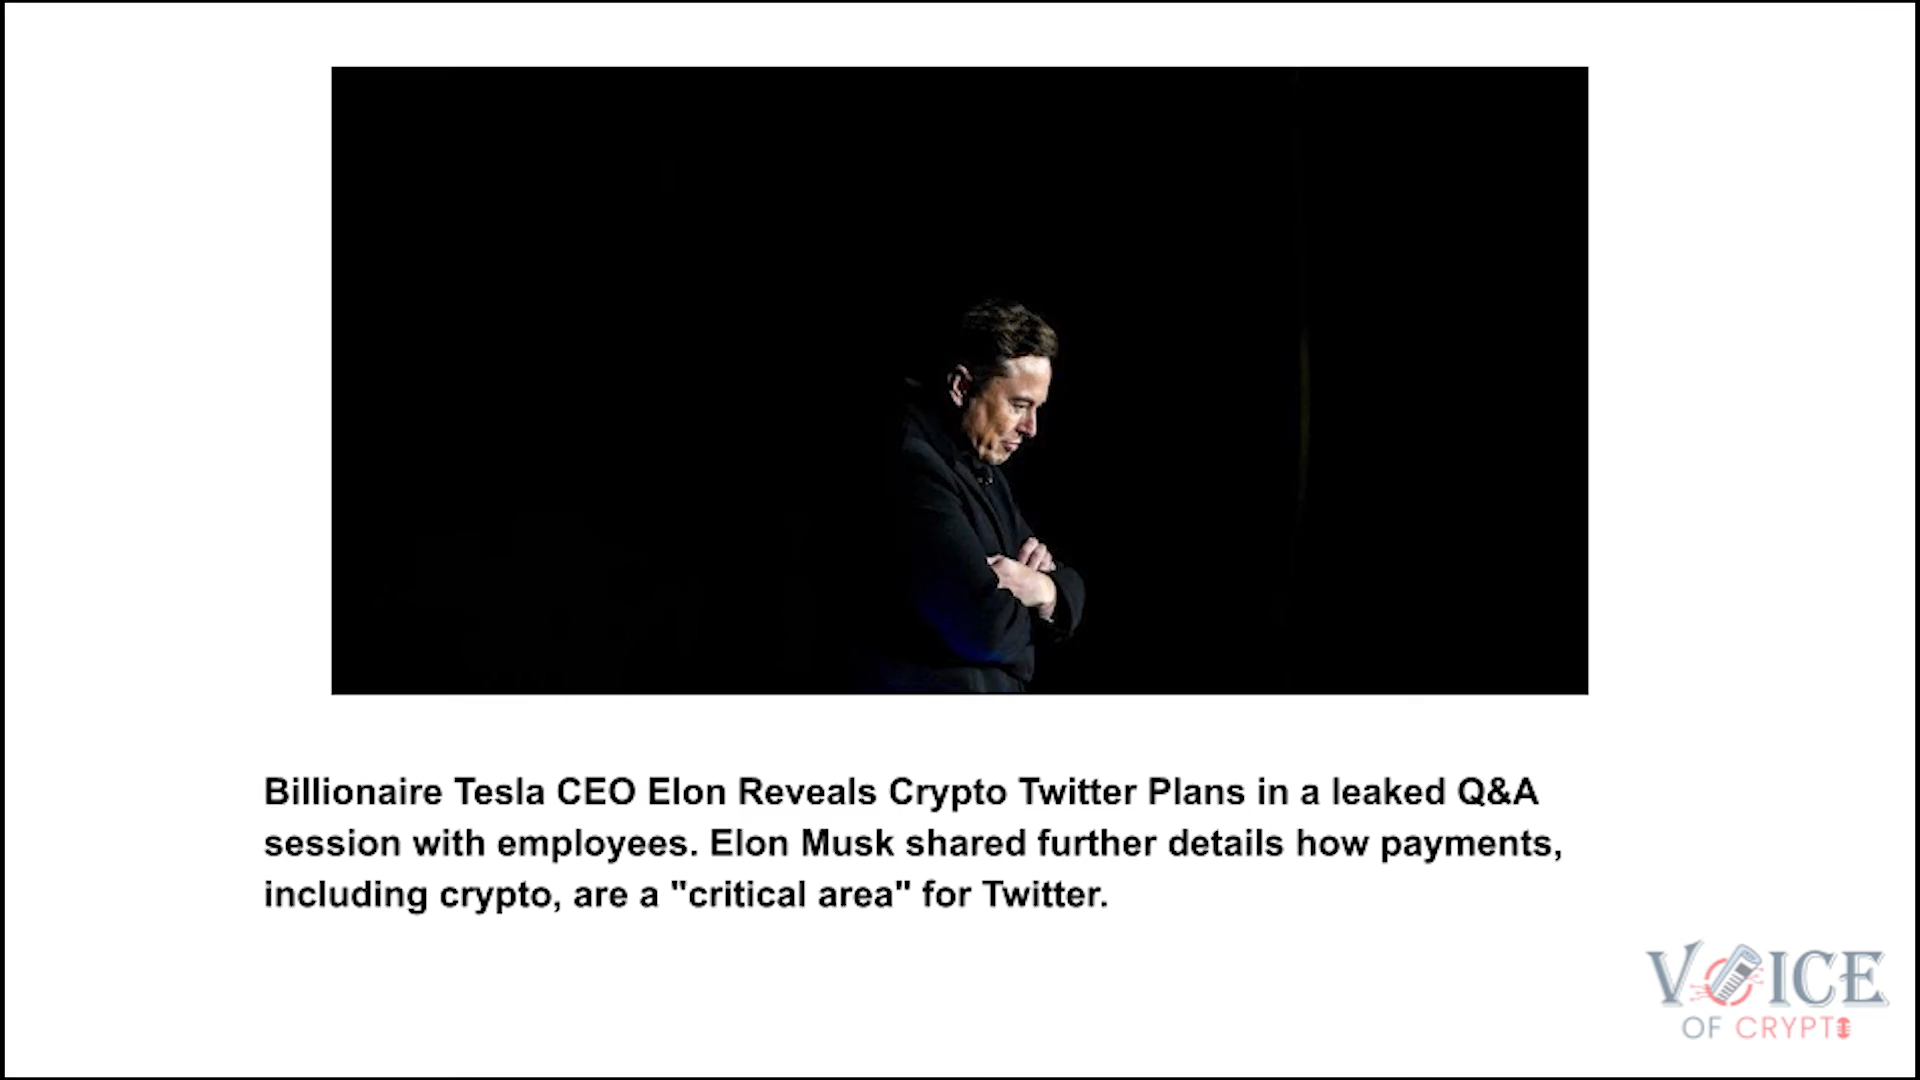 Billionaire Tesla CEO Elon Reveals Crypto Twitter Plans in a leaked Q&A
session with employees. Elon Musk shared further details how payments,
including crypto, are a "critical area" for Twitter.
VOICE
OF CRYPTO